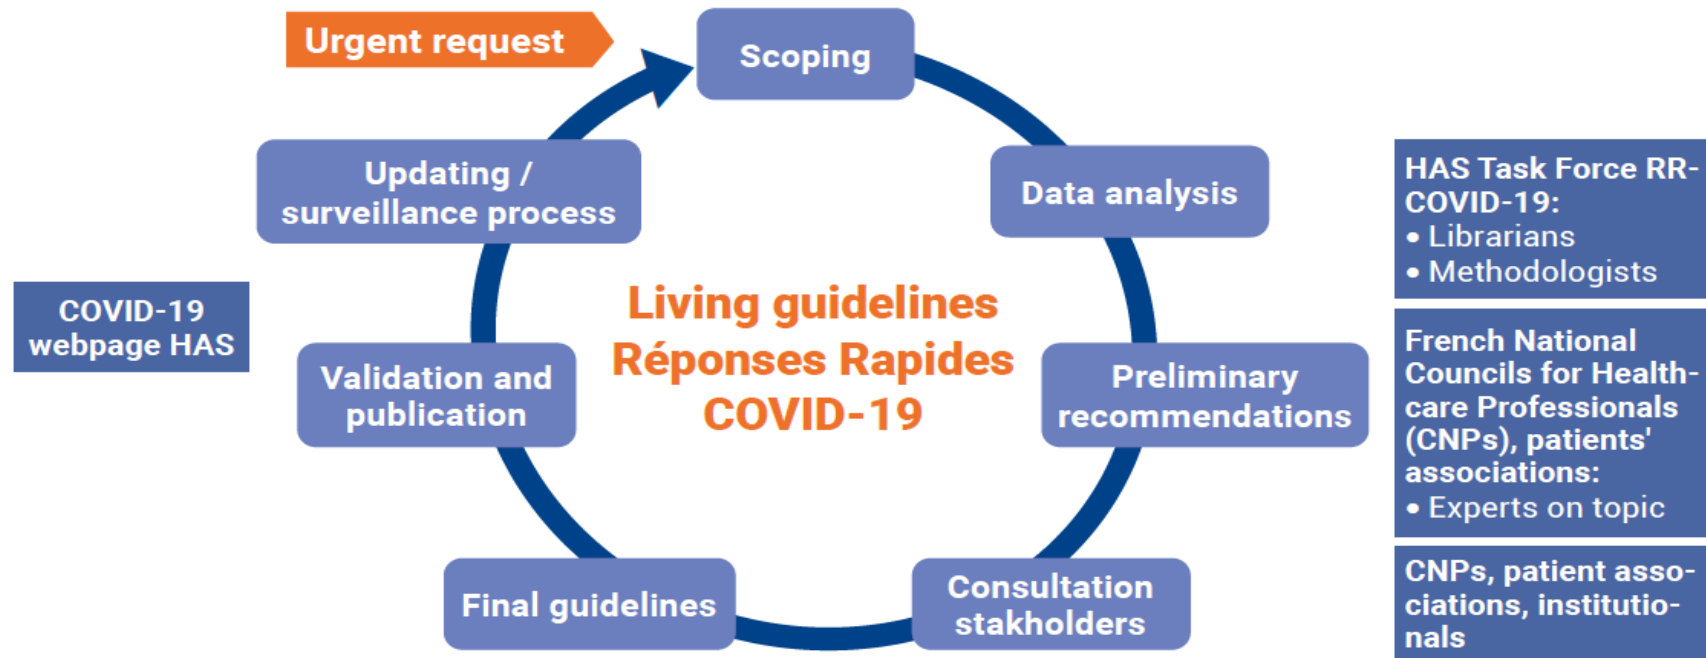 Urgent request
Scoping
Updating /
surveillance process
Data analysis
HAS Task Force RR-
COVID-19:
• Librarians
• Methodologists
COVID-19
webpage HAS
Living guidelines
Réponses Rapides
COVID-19
Validation and
publication
Preliminary
recommendations
French National
Councils for Health-
care Professionals
(CNPs), patients'
associations:
• Experts on topic
Final guidelines
Consultation
stakholders
CNPs, patient asso-
ciations, institutio-
nals